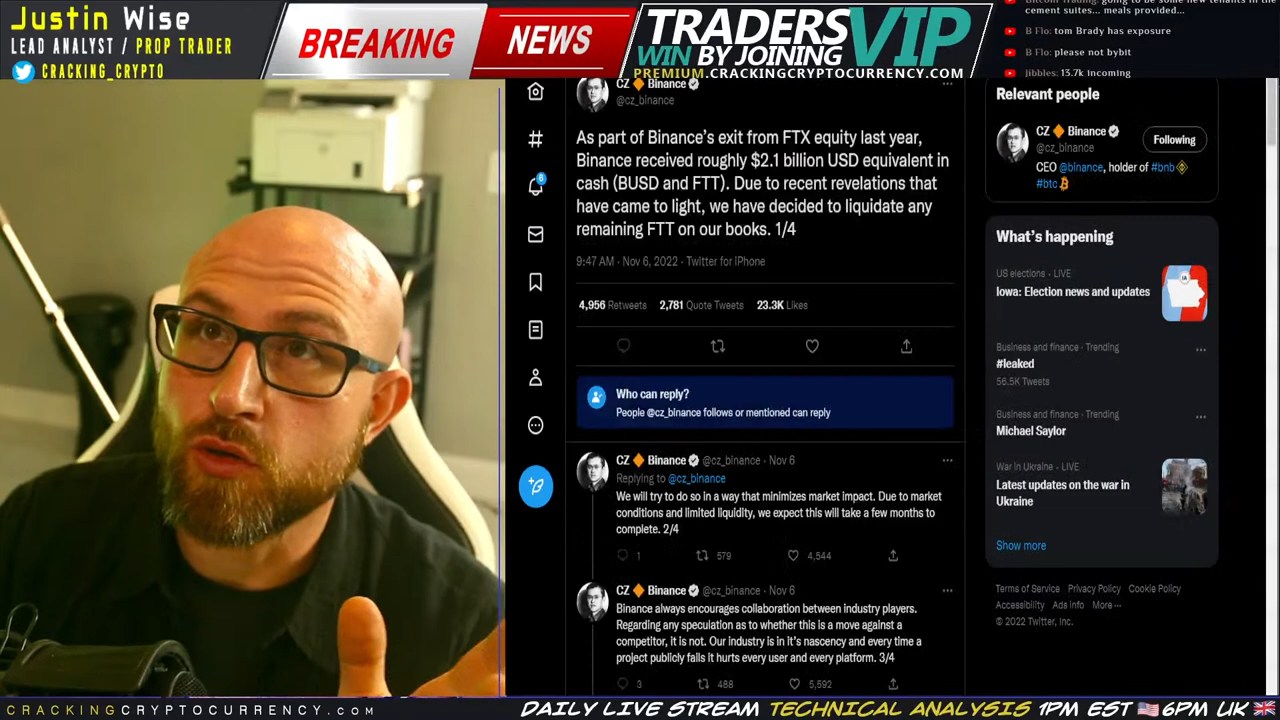 Justin Wise
LEAD ANALYST / PROP TRADER
CRACKING_CRYPTO
BREAKING
NEWS
TRADERS
WIN BY JOINING
VIP
PREMIUM.CRACKINGCRYPTOCURRENCY.COM
cement suites... meals provided...
B Flo: tom Brady has exposure
B Flo: please not bybit
Jibbles: 13.7k incoming
CZ Binance
@cz_binance
As part of Binance's exit from FTX equity last year,
Binance received roughly $2.1 billion USD equivalent in
cash (BUSD and FTT). Due to recent revelations that
have came to light, we have decided to liquidate any
remaining FTT on our books. 1/4
9:47 AM · Nov 6, 2022 · Twitter for iPhone
4,956 Retweets 2,781 Quote Tweets 23.3K Likes
Who can reply?
People @cz_binance follows or mentioned can reply
CZ Binance @cz_binance · Nov 6
Replying to @cz_binance
We will try to do so in a way that minimizes market impact. Due to market
conditions and limited liquidity, we expect this will take a few months to
complete. 2/4
1 579 4,544
CZ Binance @cz_binance · Nov 6
Binance always encourages collaboration between industry players.
Regarding any speculation as to whether this is a move against a
competitor, it is not. Our industry is in it's nascency and every time a
project publicly fails it hurts every user and every platform. 3/4
3 488 5,592
Relevant people
CZ Binance
@cz_binance
Following
CEO @binance, holder of #bnb
#btc
What's happening
US elections · LIVE
Iowa: Election news and updates
Business and finance · Trending
#leaked
56.5K Tweets
Business and finance · Trending
Michael Saylor
War in Ukraine · LIVE
Latest updates on the war in
Ukraine
Show more
Terms of Service Privacy Policy Cookie Policy
Accessibility Ads info More ···
© 2022 Twitter, Inc.
6
CRACKINGCRYPTOCURRENCY.com
DAILY LIVE STREAM TECHNICAL ANALYSIS 1PM EST 6PM UK